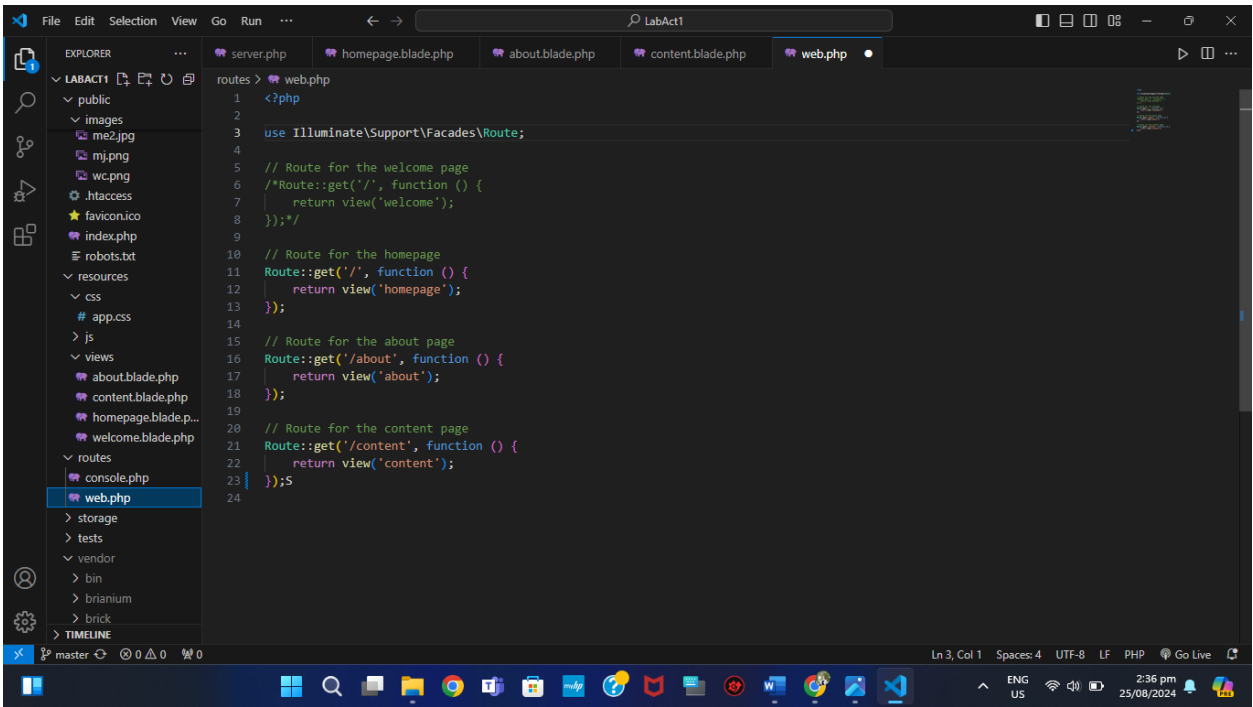 File Edit Selection View Go Run ···
LabAct1
EXPLORER
LABACT1
public
images
me2.jpg
mj.png
wc.png
.htaccess
favicon.ico
index.php
robots.txt
resources
css
# app.css
js
views
about.blade.php
content.blade.php
homepage.blade.p...
welcome.blade.php
routes
console.php
web.php
storage
tests
vendor
bin
brianium
brick
TIMELINE
server.php homepage.blade.php about.blade.php content.blade.php web.php
routes > web.php
1 <?php
2
3 use Illuminate\Support\Facades\Route;
4
5 // Route for the welcome page
6 /*Route::get('/', function () {
7     return view('welcome');
8 });*/
9
10 // Route for the homepage
11 Route::get('/', function () {
12     return view('homepage');
13 });
14
15 // Route for the about page
16 Route::get('/about', function () {
17     return view('about');
18 });
19
20 // Route for the content page
21 Route::get('/content', function () {
22     return view('content');
23 });S
24
master 0 0 0 Ln 3, Col 1 Spaces: 4 UTF-8 LF PHP Go Live
ENG
US
2:36 pm
25/08/2024